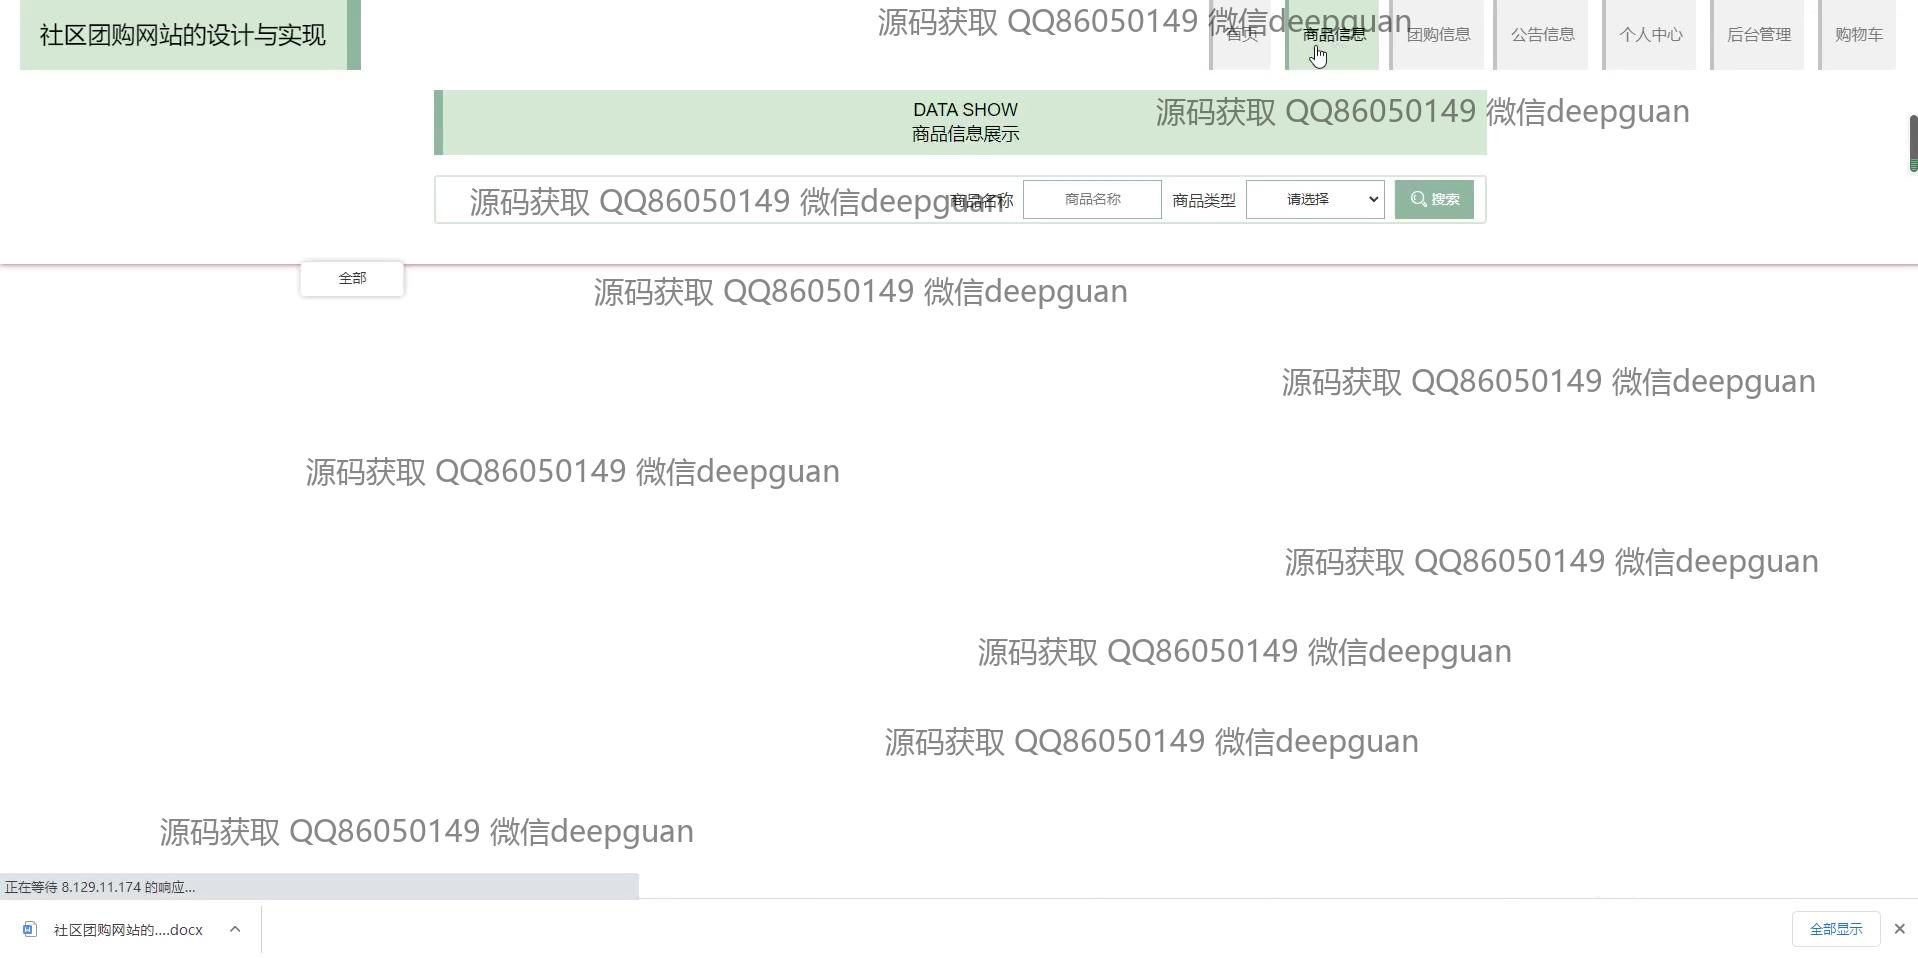 社区团购网站的设计与实现
源码获取 QQ86050149 微信deepguan
首页
商品信息
团购信息
公告信息
个人中心
后台管理
购物车
DATA SHOW
商品信息展示
源码获取 QQ86050149 微信deepguan
源码获取 QQ86050149 微信deepguan
商品名称
商品名称
商品类型
请选择
搜索
全部
源码获取 QQ86050149 微信deepguan
源码获取 QQ86050149 微信deepguan
源码获取 QQ86050149 微信deepguan
源码获取 QQ86050149 微信deepguan
源码获取 QQ86050149 微信deepguan
源码获取 QQ86050149 微信deepguan
源码获取 QQ86050149 微信deepguan
正在等待 8.129.11.174 的响应...
社区团购网站的....docx
全部显示